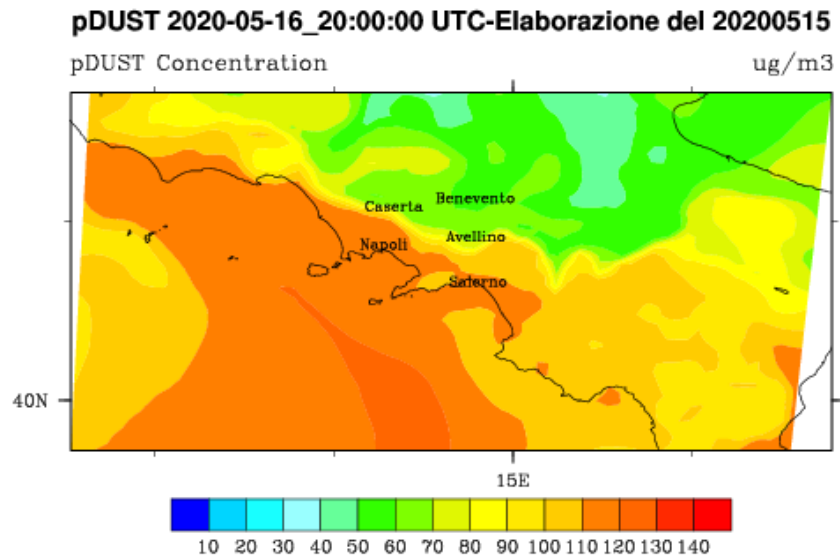 pDUST 2020-05-16_20:00:00 UTC-Elaborazione del 20200515
pDUST Concentration ug/m3
Benevento
Caserta
Avellino
Napoli
Salerno
40N
15E
10 20 30 40 50 60 70 80 90 100 110 120 130 140